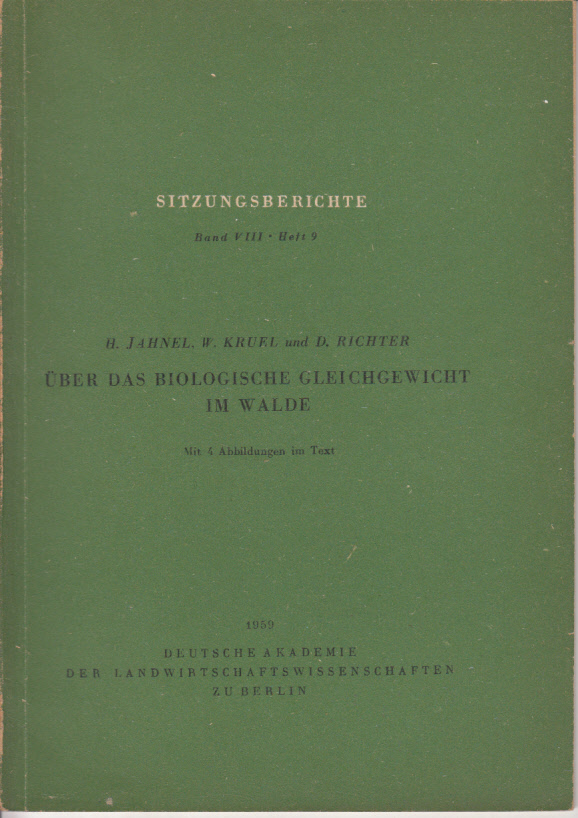 SITZUNGSBERICHTE
Band VIII · Heft 9
H. JAHNEL, W. KRUEL und D. RICHTER
ÜBER DAS BIOLOGISCHE GLEICHGEWICHT
IM WALDE
Mit 4 Abbildungen im Text
1959
DEUTSCHE AKADEMIE
DER LANDWIRTSCHAFTSWISSENSCHAFTEN
ZU BERLIN